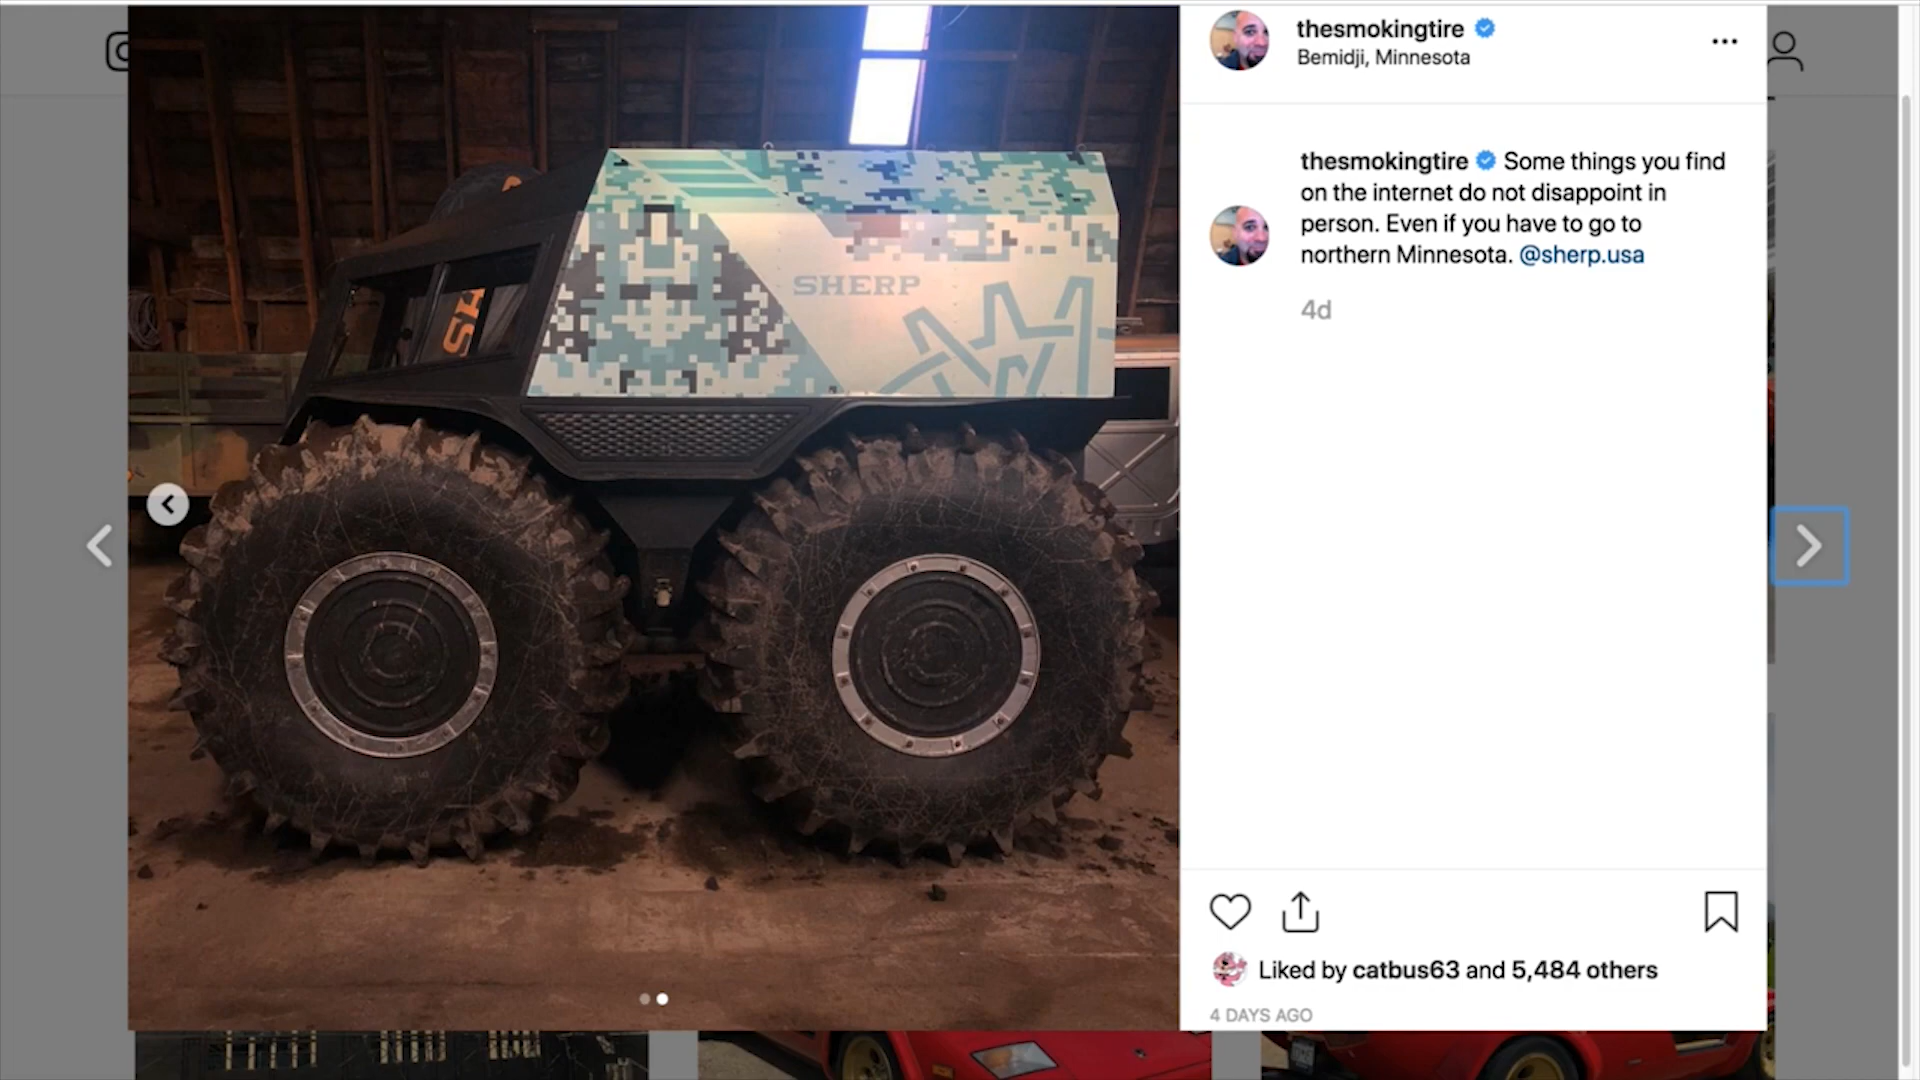 thesmokingtire
Bemidji, Minnesota
thesmokingtire Some things you find
on the internet do not disappoint in
person. Even if you have to go to
northern Minnesota. @sherp.usa
4d
SHERP
SH
Liked by catbus63 and 5,484 others
4 DAYS AGO